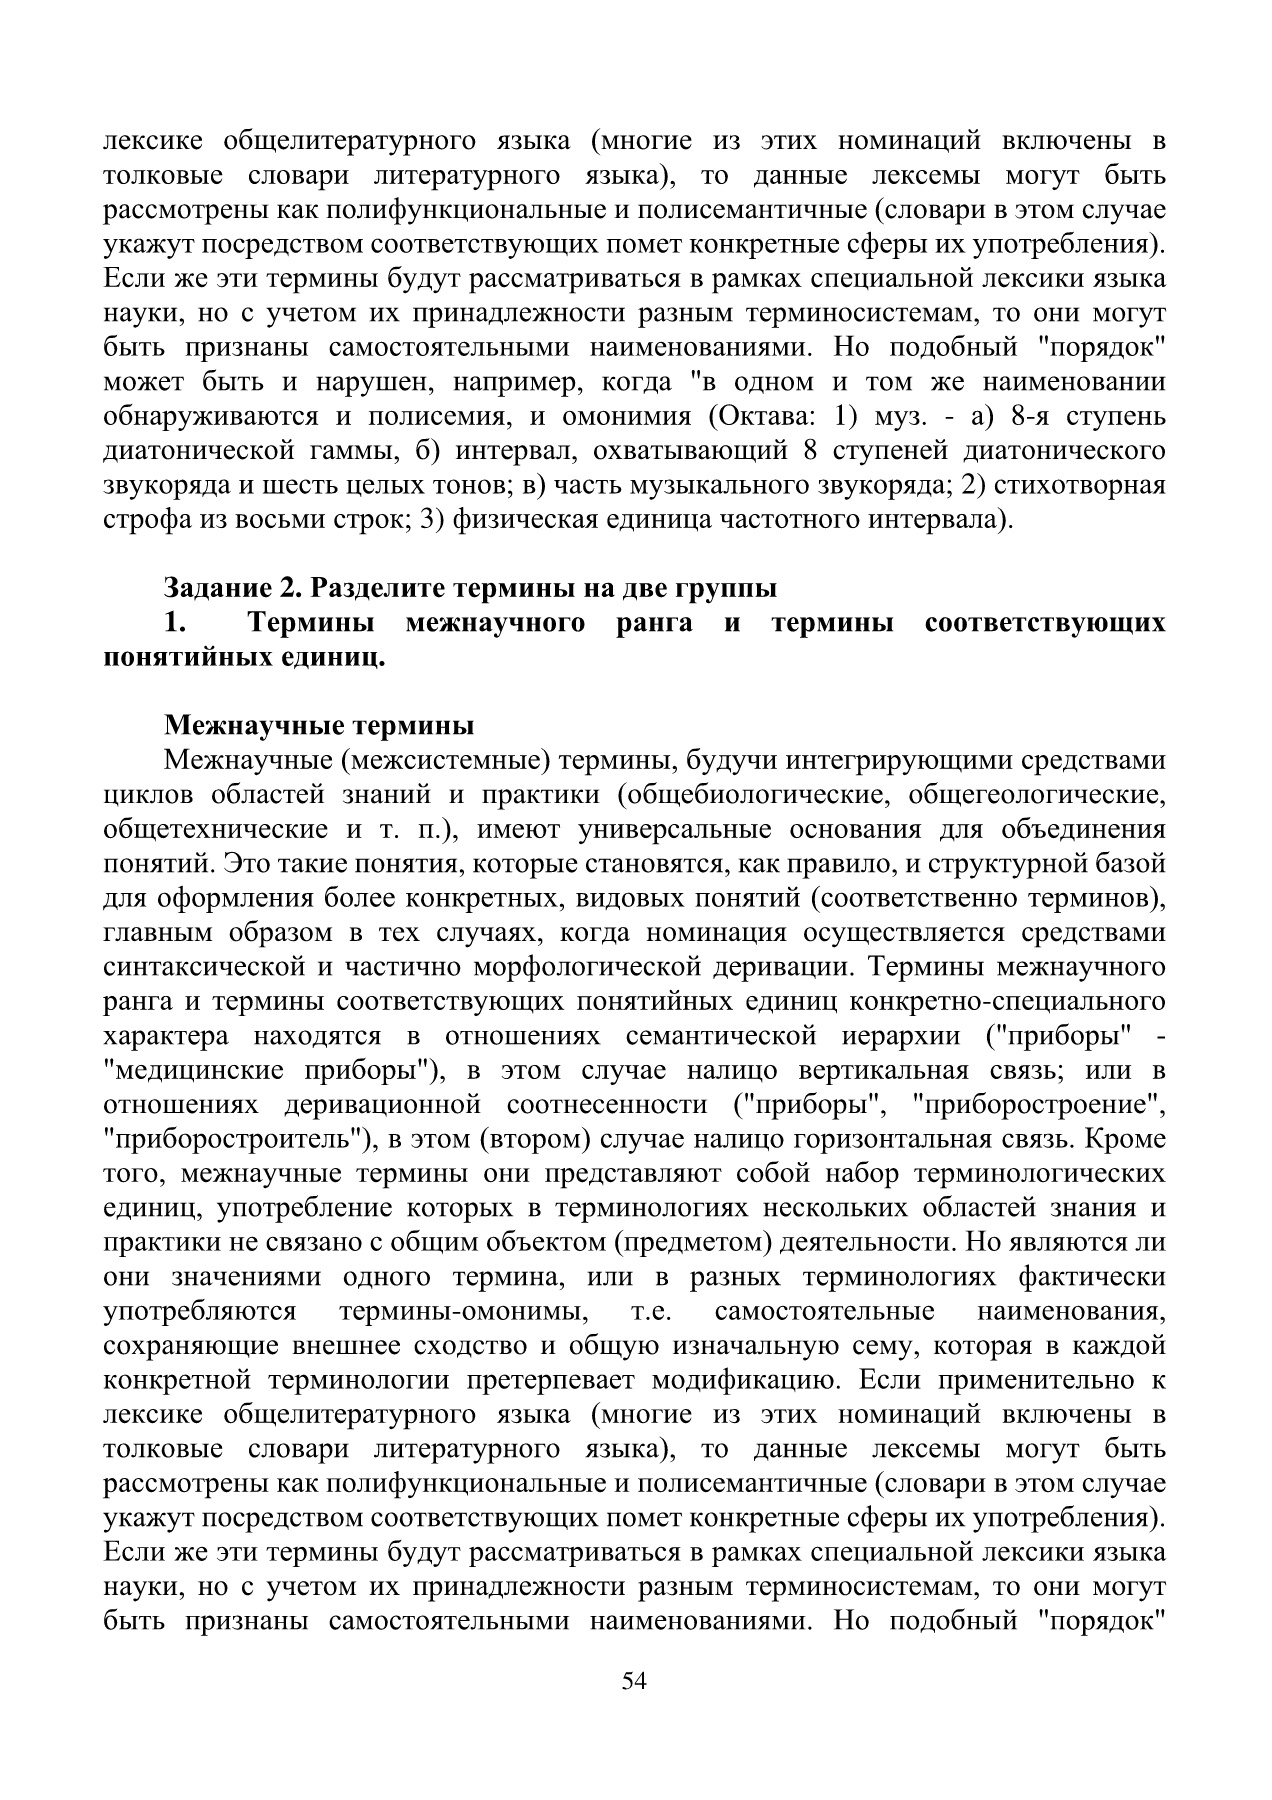 лексике общелитературного языка (многие из этих номинаций включены в
толковые словари литературного языка), то данные лексемы могут быть
рассмотрены как полифункциональные и полисемантичные (словари в этом случае
укажут посредством соответствующих помет конкретные сферы их употребления).
Если же эти термины будут рассматриваться в рамках специальной лексики языка
науки, но с учетом их принадлежности разным терминосистемам, то они могут
быть признаны самостоятельными наименованиями. Но подобный "порядок"
может быть и нарушен, например, когда "в одном и том же наименовании
обнаруживаются и полисемия, и омонимия (Октава: 1) муз. - а) 8-я ступень
диатонической гаммы, б) интервал, охватывающий 8 ступеней диатонического
звукоряда и шесть целых тонов; в) часть музыкального звукоряда; 2) стихотворная
строфа из восьми строк; 3) физическая единица частотного интервала).
Задание 2. Разделите термины на две группы
1. Термины межнаучного ранга и термины соответствующих
понятийных единиц.
Межнаучные термины
Межнаучные (межсистемные) термины, будучи интегрирующими средствами
циклов областей знаний и практики (общебиологические, общегеологические,
общетехнические и т. п.), имеют универсальные основания для объединения
понятий. Это такие понятия, которые становятся, как правило, и структурной базой
для оформления более конкретных, видовых понятий (соответственно терминов),
главным образом в тех случаях, когда номинация осуществляется средствами
синтаксической и частично морфологической деривации. Термины межнаучного
ранга и термины соответствующих понятийных единиц конкретно-специального
характера находятся в отношениях семантической иерархии ("приборы" -
"медицинские приборы"), в этом случае налицо вертикальная связь; или в
отношениях деривационной соотнесенности ("приборы", "приборостроение",
"приборостроитель"), в этом (втором) случае налицо горизонтальная связь. Кроме
того, межнаучные термины они представляют собой набор терминологических
единиц, употребление которых в терминологиях нескольких областей знания и
практики не связано с общим объектом (предметом) деятельности. Но являются ли
они значениями одного термина, или в разных терминологиях фактически
употребляются термины-омонимы, т.е. самостоятельные наименования,
сохраняющие внешнее сходство и общую изначальную сему, которая в каждой
конкретной терминологии претерпевает модификацию. Если применительно к
лексике общелитературного языка (многие из этих номинаций включены в
толковые словари литературного языка), то данные лексемы могут быть
рассмотрены как полифункциональные и полисемантичные (словари в этом случае
укажут посредством соответствующих помет конкретные сферы их употребления).
Если же эти термины будут рассматриваться в рамках специальной лексики языка
науки, но с учетом их принадлежности разным терминосистемам, то они могут
быть признаны самостоятельными наименованиями. Но подобный "порядок"
54